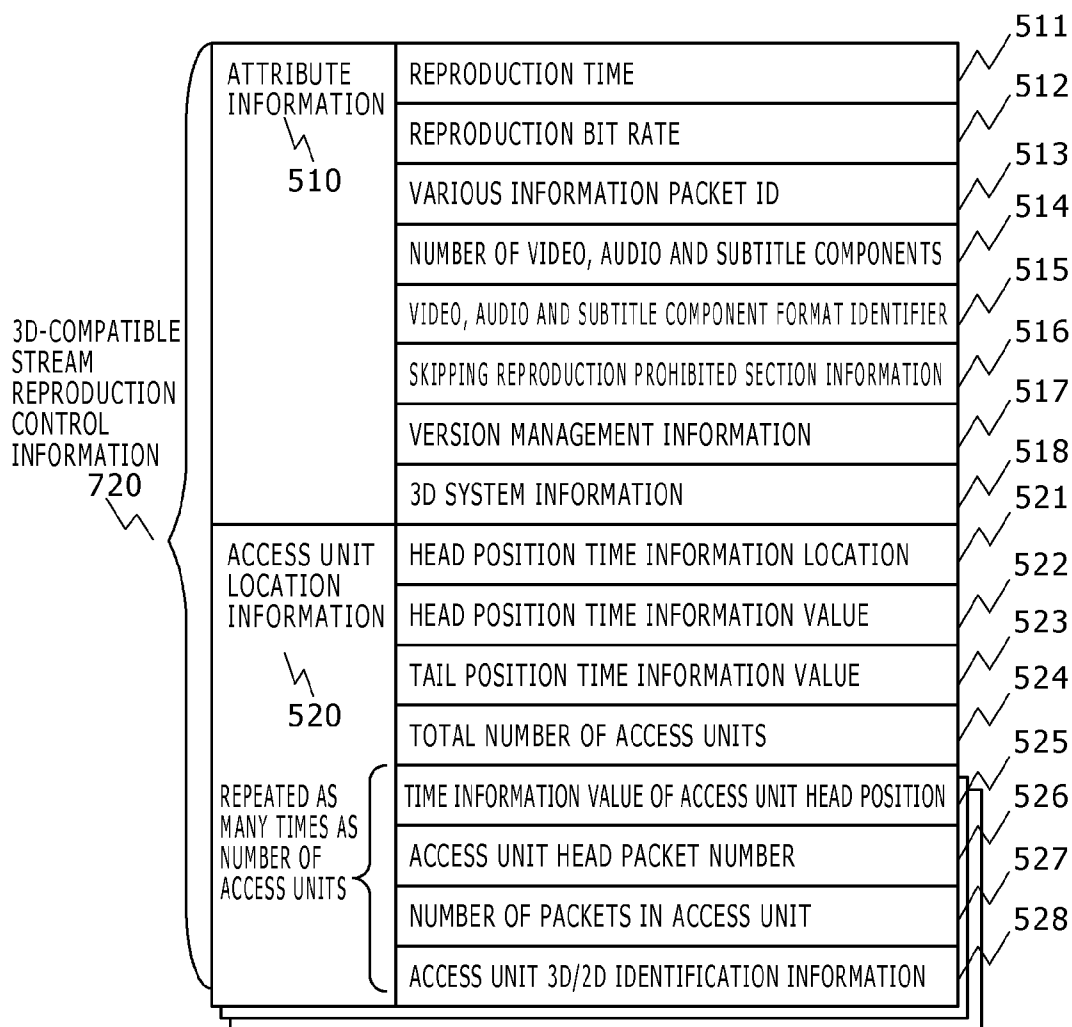 3D-COMPATIBLE
STREAM
REPRODUCTION
CONTROL
INFORMATION
720
ATTRIBUTE
INFORMATION
510
REPRODUCTION TIME
511
REPRODUCTION BIT RATE
512
VARIOUS INFORMATION PACKET ID
513
NUMBER OF VIDEO, AUDIO AND SUBTITLE COMPONENTS
514
VIDEO, AUDIO AND SUBTITLE COMPONENT FORMAT IDENTIFIER
515
SKIPPING REPRODUCTION PROHIBITED SECTION INFORMATION
516
VERSION MANAGEMENT INFORMATION
517
3D SYSTEM INFORMATION
518
ACCESS UNIT
LOCATION
INFORMATION
520
HEAD POSITION TIME INFORMATION LOCATION
521
HEAD POSITION TIME INFORMATION VALUE
522
TAIL POSITION TIME INFORMATION VALUE
523
TOTAL NUMBER OF ACCESS UNITS
524
REPEATED AS
MANY TIMES AS
NUMBER OF
ACCESS UNITS
TIME INFORMATION VALUE OF ACCESS UNIT HEAD POSITION
525
ACCESS UNIT HEAD PACKET NUMBER
526
NUMBER OF PACKETS IN ACCESS UNIT
527
ACCESS UNIT 3D/2D IDENTIFICATION INFORMATION
528